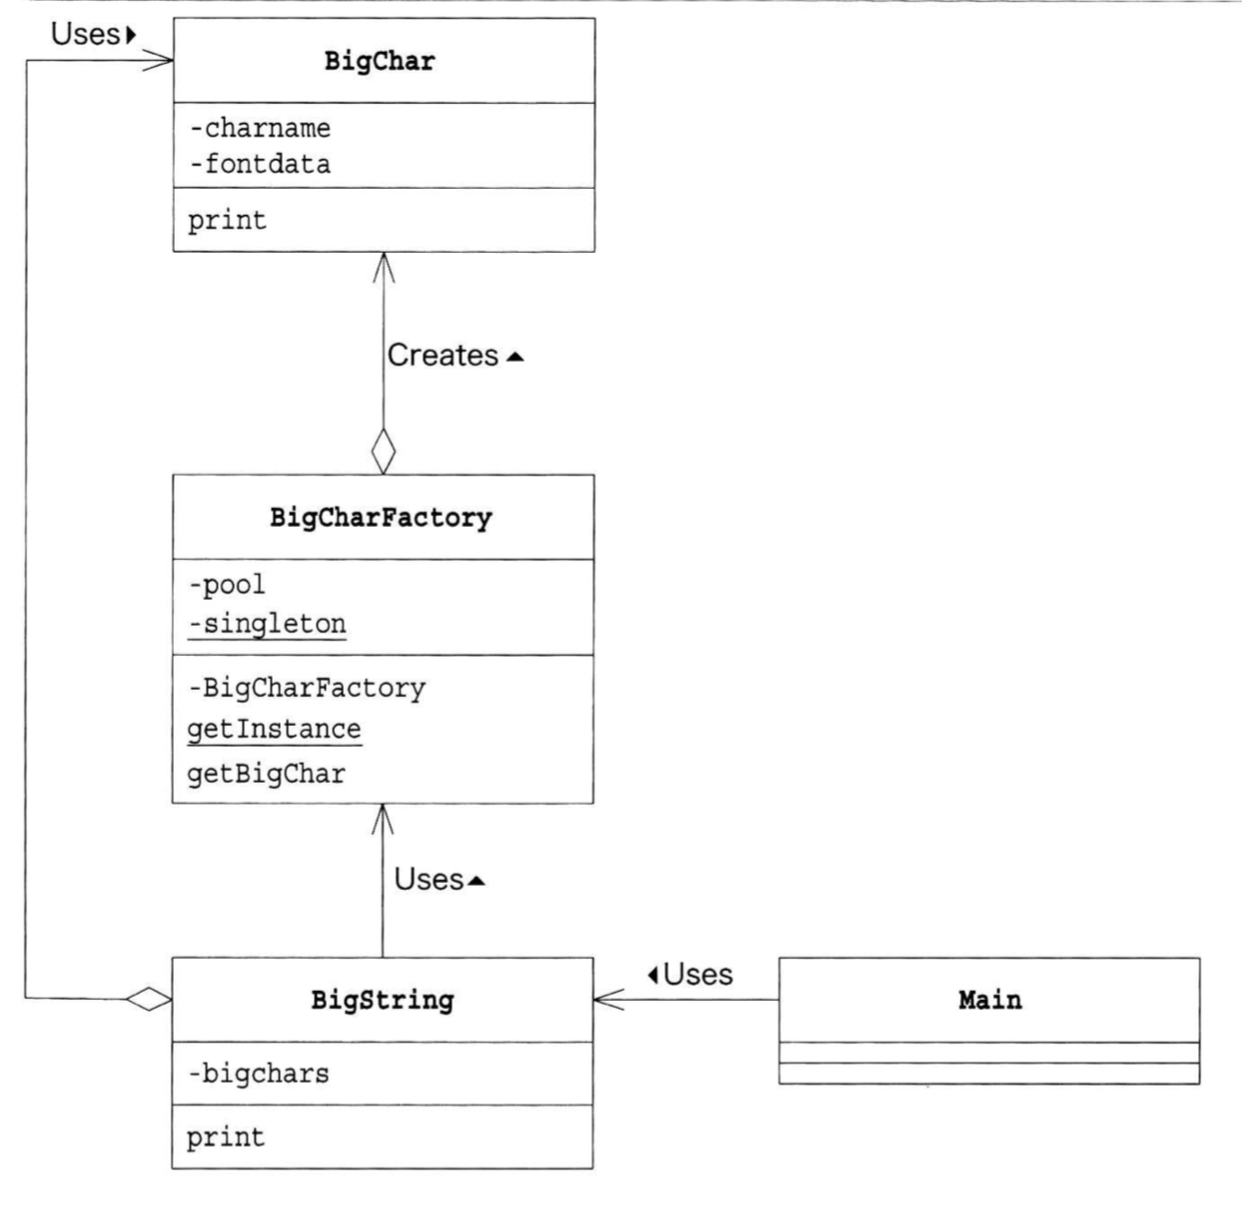 Uses▶
BigChar
-charname
-fontdata
print
Creates▲
BigCharFactory
-pool
-singleton
-BigCharFactory
getInstance
getBigChar
Uses▲
BigString
-bigchars
print
◀Uses
Main